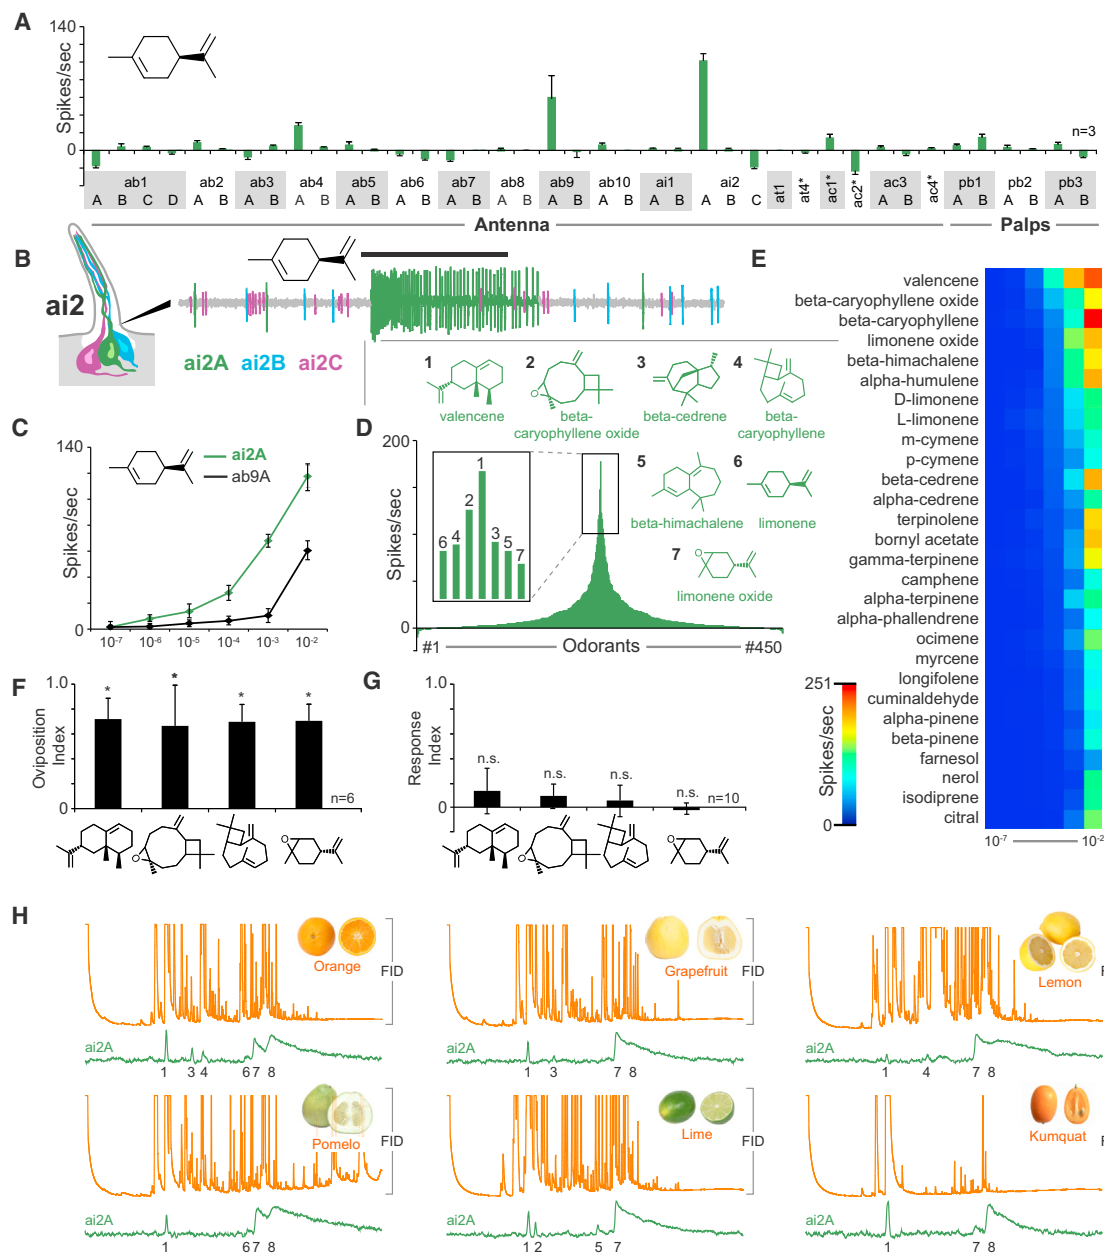 A
140
Spikes/sec
0
n=3
ab1 ab2 ab3 ab4 ab5 ab6 ab7 ab8 ab9 ab10 ai1 ai2 at1 at4* ac1* ac2* ac3 ac4* pb1 pb2 pb3
A B C D A B A B A B A B A B A B A B A B A B A B A B C A B A B A B A B
Antenna Palps
B
ai2
ai2A ai2B ai2C
1 2 3 4
valencene
beta-caryophyllene oxide
beta-cedrene
beta-caryophyllene
5 6
beta-himachalene
limonene
7
limonene oxide
C
140
Spikes/sec
0
ai2A
ab9A
10-7 10-6 10-5 10-4 10-3 10-2
D
200
Spikes/sec
0
6 4 2 1 3 5 7
#1 Odorants #450
E
valencene
beta-caryophyllene oxide
beta-caryophyllene
limonene oxide
beta-himachalene
alpha-humulene
D-limonene
L-limonene
m-cymene
p-cymene
beta-cedrene
alpha-cedrene
terpinolene
bornyl acetate
gamma-terpinene
camphene
alpha-terpinene
alpha-phallendrene
ocimene
myrcene
longifolene
cuminaldehyde
alpha-pinene
beta-pinene
farnesol
nerol
isodiprene
citral
10-7 10-2
251
Spikes/sec
0
F
1.0
Oviposition
Index
0
* * * *
n=6
O O
G
1.0
Response
Index
0
n.s. n.s. n.s. n.s.
n=10
O O
H
Orange
FID
ai2A
1 3 4 6 7 8
Grapefruit
FID
ai2A
1 3 7 8
Lemon
F
ai2A
1 4 7 8
Pomelo
FID
ai2A
1 6 7 8
Lime
FID
ai2A
1 2 5 7
Kumquat
F
ai2A
1 7 8